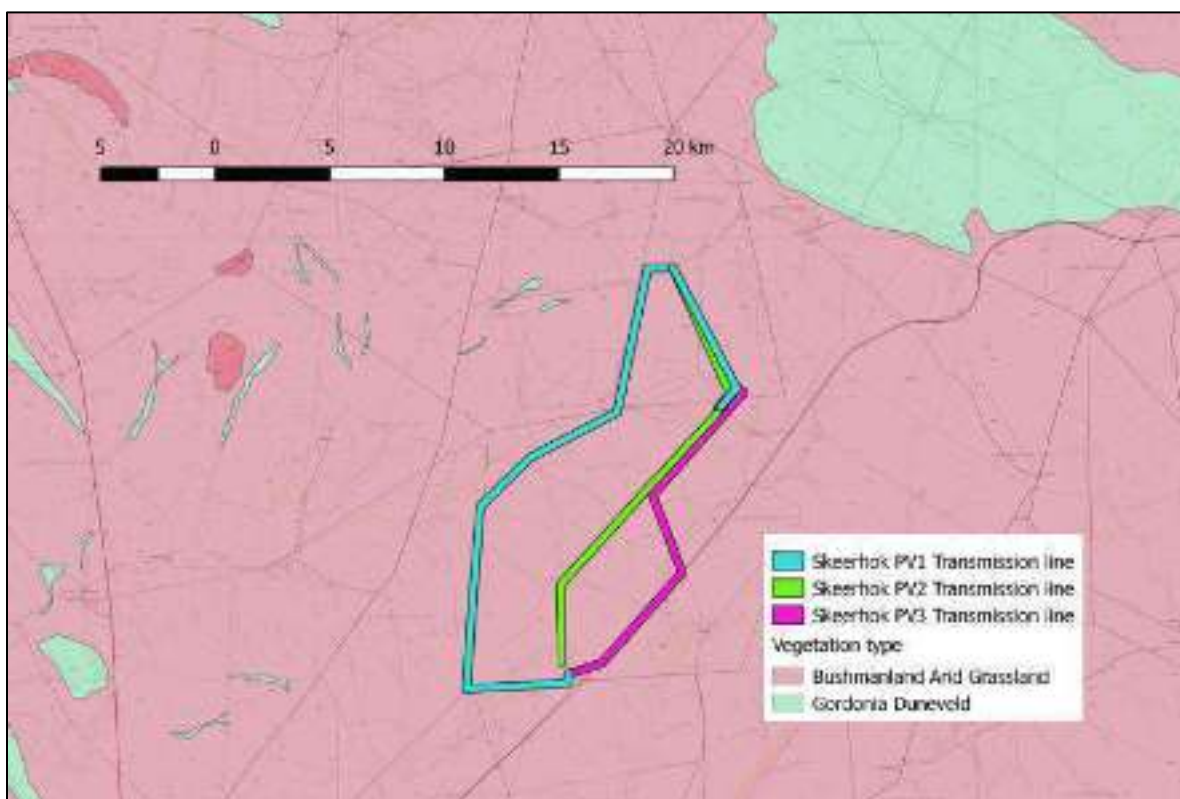 5 0 5 10 15 20 km
Skeerhok PV1 Transmission line
Skeerhok PV2 Transmission line
Skeerhok PV3 Transmission line
Vegetation type
Bushmanland Arid Grassland
Gordonia Duneveld